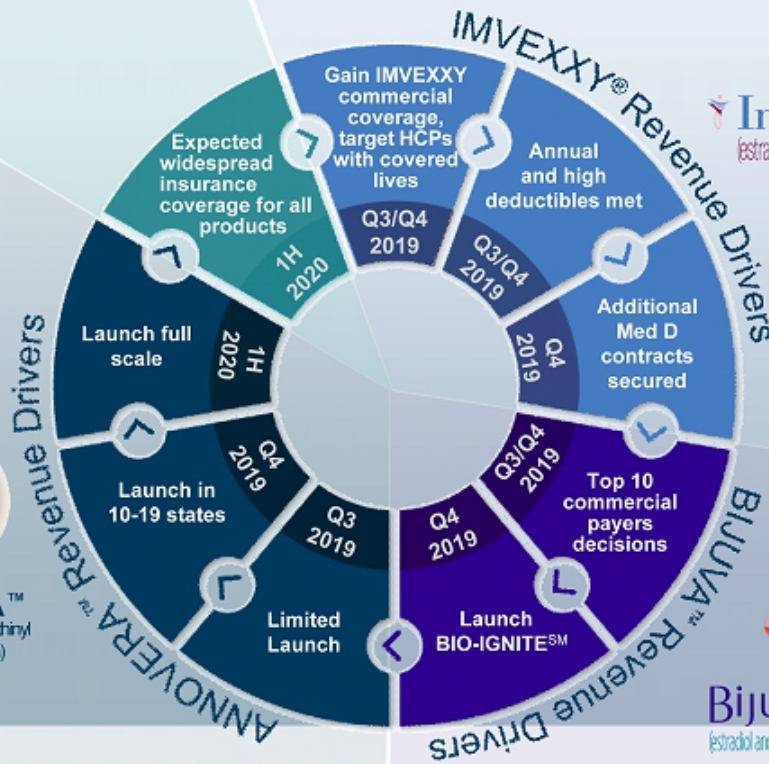 IMVEXXY® Revenue Drivers
Gain IMVEXXY
commercial
coverage,
target HCPs
with covered
lives
Q3/Q4
2019
Annual
and high
deductibles met
Q3/Q4
2019
Additional
Med D
contracts
secured
Q4
2019
BIJUVA™ Revenue Drivers
Top 10
commercial
payers
decisions
Q3/Q4
2019
Launch
BIO-IGNITE℠
Q4
2019
ANNOVERA™ Revenue Drivers
Limited
Launch
Q3
2019
Launch in
10-19 states
Q4
2019
Launch full
scale
1H
2020
Expected
widespread
insurance
coverage for all
products
1H
2020